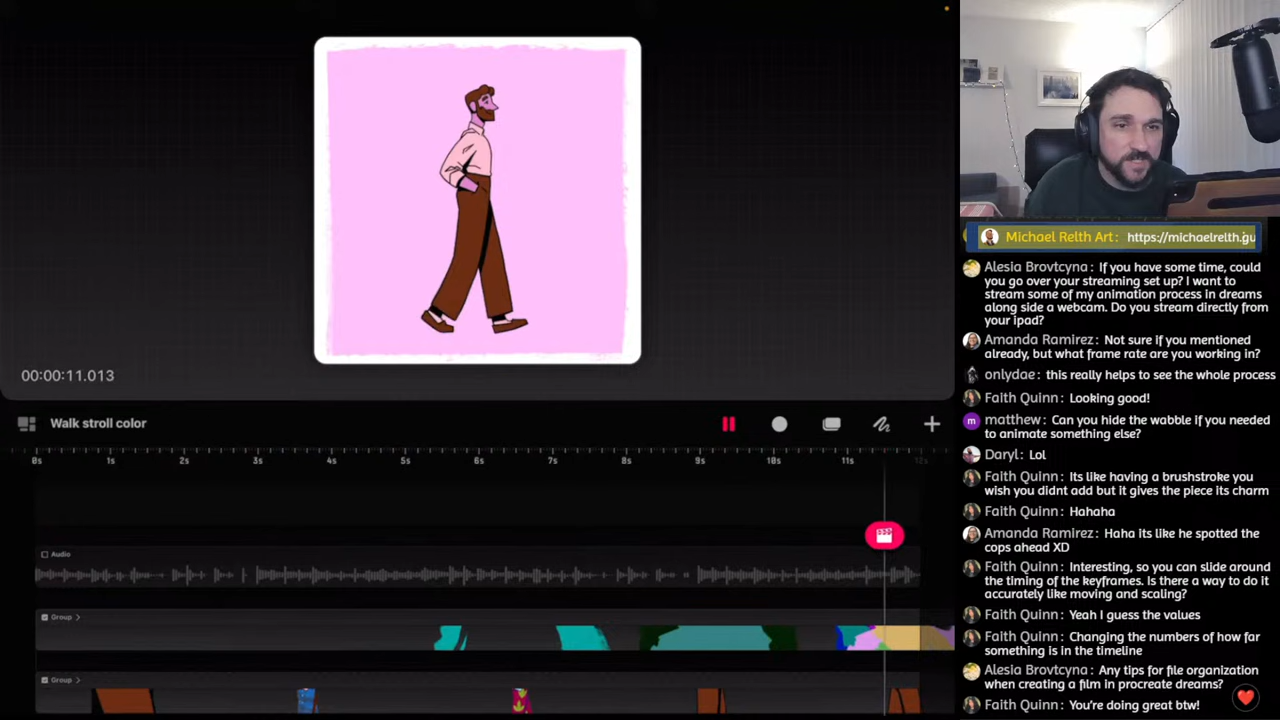 00:00:11.013
Walk stroll color
0s 1s 2s 3s 4s 5s 6s 7s 8s 9s 10s 11s 12s
Audio
Group >
Group >
Michael Relth Art: https://michaelrelth.gu
Alesia Brovtcyna: If you have some time, could
you go over your streaming set up? I want to
stream some of my animation process in dreams
along side a webcam. Do you stream directly from
your ipad?
Amanda Ramirez: Not sure if you mentioned
already, but what frame rate are you working in?
onlydae: this really helps to see the whole process
Faith Quinn: Looking good!
m matthew: Can you hide the wabble if you needed
to animate something else?
Daryl: Lol
Faith Quinn: Its like having a brushstroke you
wish you didnt add but it gives the piece its charm
Faith Quinn: Hahaha
Amanda Ramirez: Haha its like he spotted the
cops ahead XD
Faith Quinn: Interesting, so you can slide around
the timing of the keyframes. Is there a way to do it
accurately like moving and scaling?
Faith Quinn: Yeah I guess the values
Faith Quinn: Changing the numbers of how far
something is in the timeline
Alesia Brovtcyna: Any tips for file organization
when creating a film in procreate dreams?
Faith Quinn: You're doing great btw!